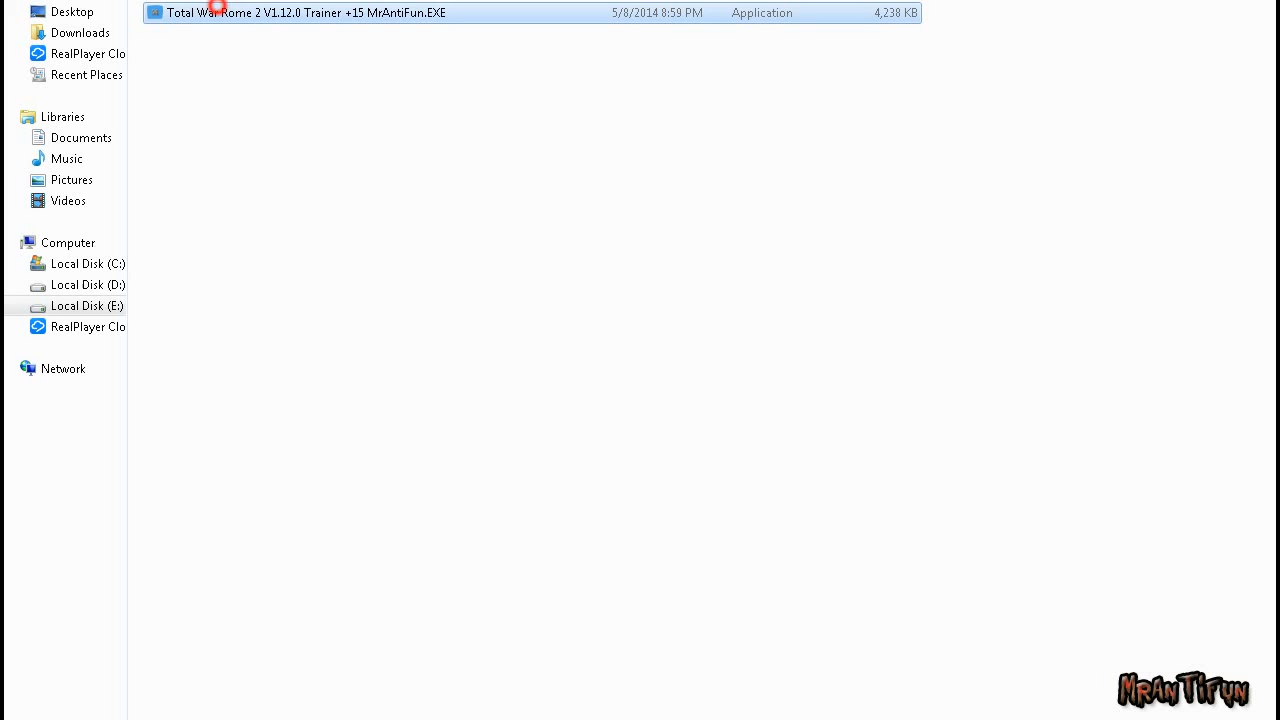 Desktop
Total War Rome 2 V1.12.0 Trainer +15 MrAntiFun.EXE 5/8/2014 8:59 PM Application 4,238 KB
Downloads
RealPlayer Clo
Recent Places
Libraries
Documents
Music
Pictures
Videos
Computer
Local Disk (C:)
Local Disk (D:)
Local Disk (E:)
RealPlayer Clo
Network
MrAnTiFun